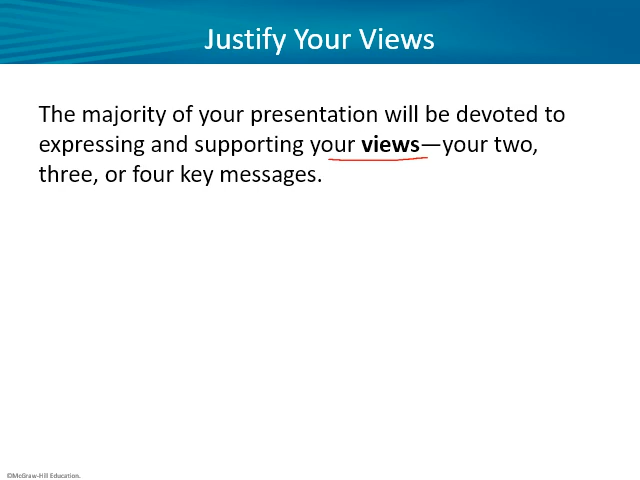 Justify Your Views
The majority of your presentation will be devoted to
expressing and supporting your views—your two,
three, or four key messages.
©McGraw-Hill Education.